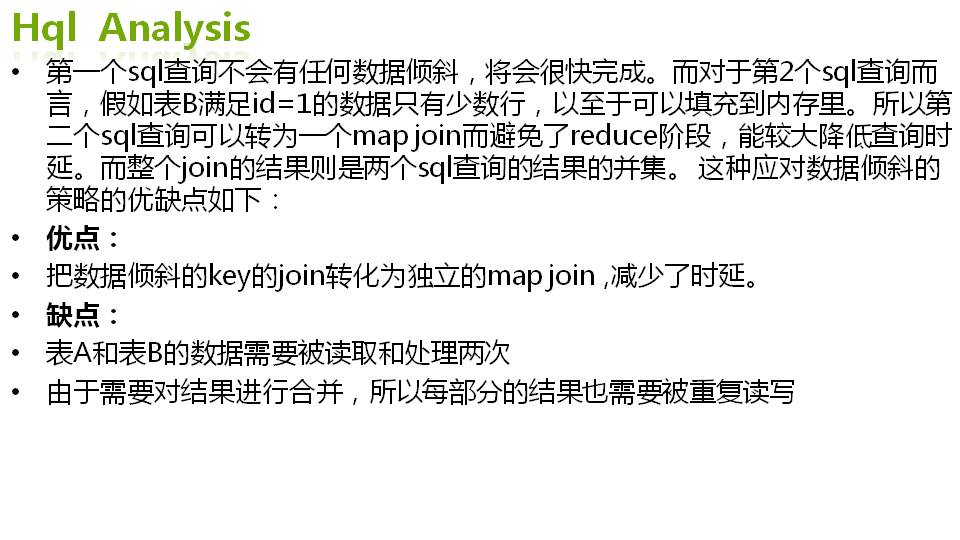 Hql Analysis
• 第一个sql查询不会有任何数据倾斜，将会很快完成。而对于第2个sql查询而
言，假如表B满足id=1的数据只有少数行，以至于可以填充到内存里。所以第
二个sql查询可以转为一个map join而避免了reduce阶段，能较大降低查询时
延。而整个join的结果则是两个sql查询的结果的并集。 这种应对数据倾斜的
策略的优缺点如下：
• 优点：
• 把数据倾斜的key的join转化为独立的map join ,减少了时延。
• 缺点：
• 表A和表B的数据需要被读取和处理两次
• 由于需要对结果进行合并，所以每部分的结果也需要被重复读写